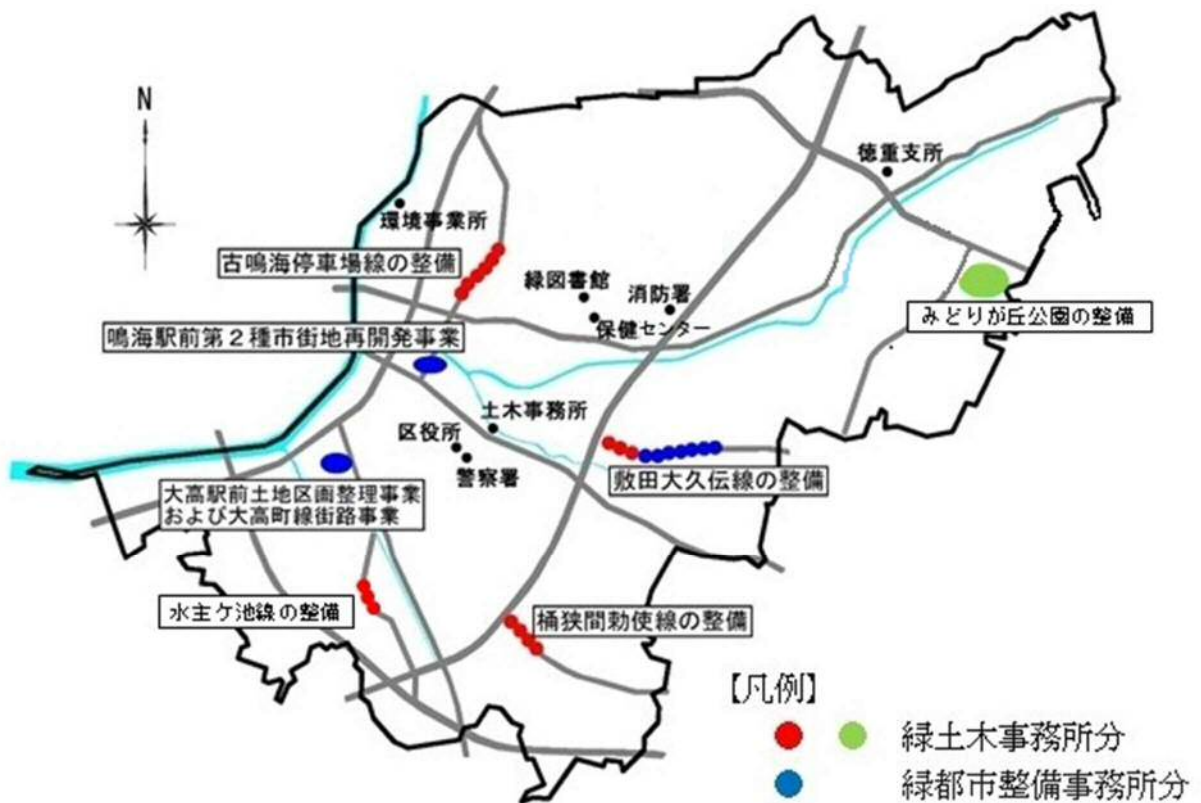 N
徳重支所
環境事業所
古鳴海停車場線の整備
緑図書館
消防署
保健センター
みどりが丘公園の整備
鳴海駅前第２種市街地再開発事業
土木事務所
区役所
警察署
敷田大久伝線の整備
大高駅前土地区画整理事業
および大高町線街路事業
水主ケ池線の整備
桶狭間勅使線の整備
【凡例】
緑土木事務所分
緑都市整備事務所分